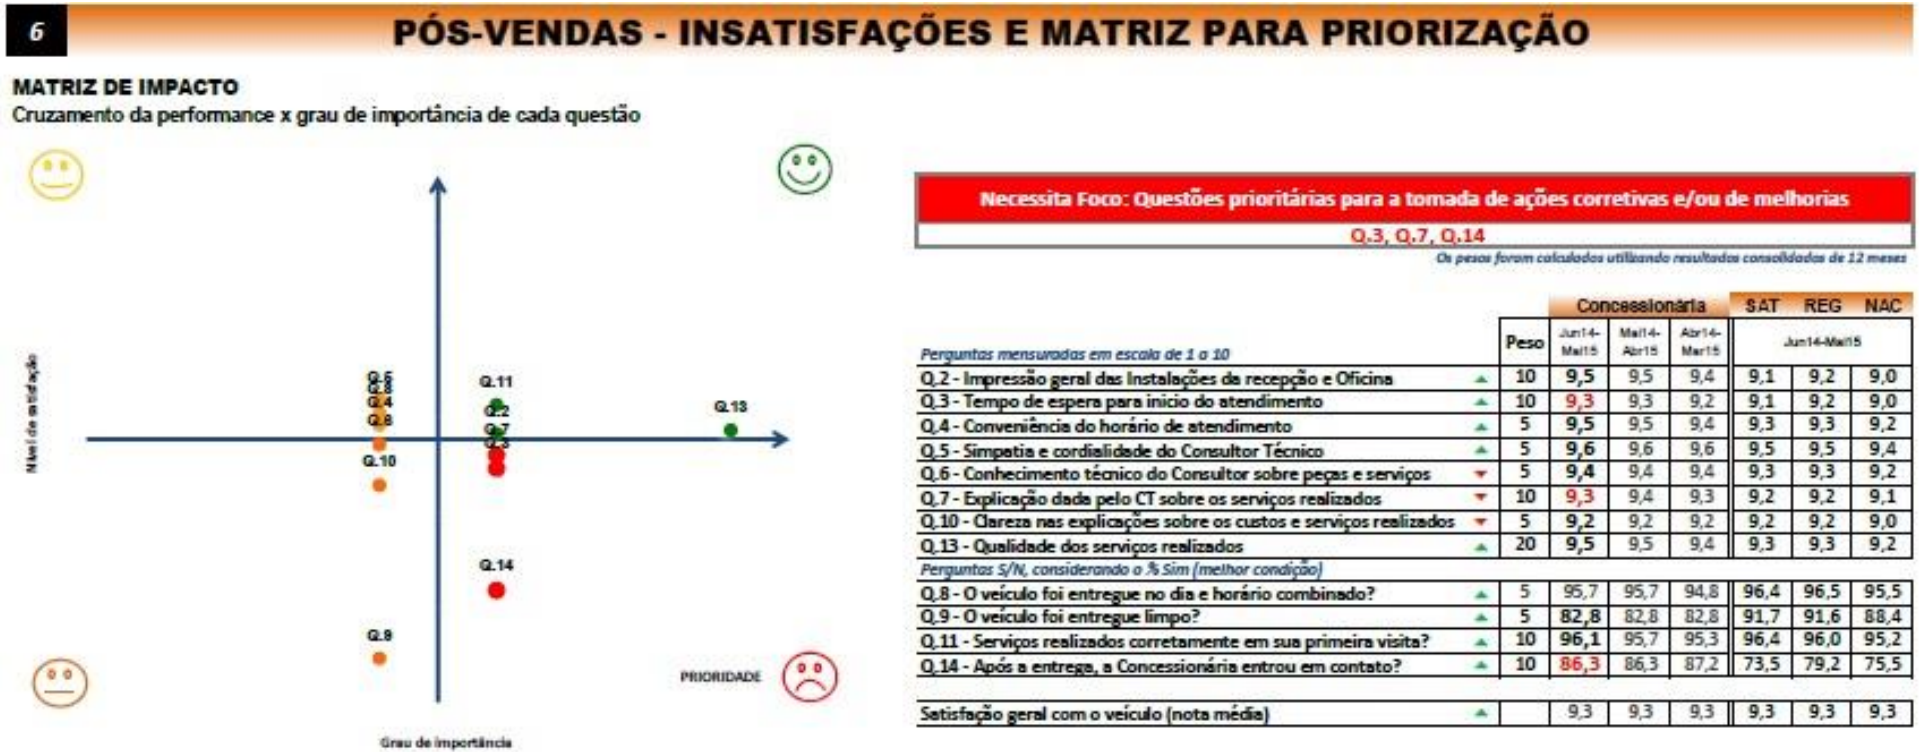 6
PÓS-VENDAS - INSATISFAÇÕES E MATRIZ PARA PRIORIZAÇÃO
MATRIZ DE IMPACTO
Cruzamento da performance x grau de importância de cada questão
Nível de satisfação
Q.5
Q.8
Q.4
Q.6
Q.10
Q.9
Q.11
Q.2
Q.7
Q.3
Q.14
Q.13
PRIORIDADE
Grau de importância
Necessita Foco: Questões prioritárias para a tomada de ações corretivas e/ou de melhorias
Q.3, Q.7, Q.14
Os pesos foram calculados utilizando resultados consolidados de 12 meses
Concessionária SAT REG NAC
Perguntas mensuradas em escala de 1 a 10 Peso Jun14-Mai15 Mai14-Abr15 Abr14-Mar15 Jun14-Mai15
Q.2 - Impressão geral das Instalações da recepção e Oficina 10 9,5 9,5 9,4 9,1 9,2 9,0
Q.3 - Tempo de espera para inicio do atendimento 10 9,3 9,3 9,2 9,1 9,2 9,0
Q.4 - Conveniência do horário de atendimento 5 9,5 9,5 9,4 9,3 9,3 9,2
Q.5 - Simpatia e cordialidade do Consultor Técnico 5 9,6 9,6 9,6 9,5 9,5 9,4
Q.6 - Conhecimento técnico do Consultor sobre peças e serviços 5 9,4 9,4 9,4 9,3 9,3 9,2
Q.7 - Explicação dada pelo CT sobre os serviços realizados 10 9,3 9,4 9,3 9,2 9,2 9,1
Q.10 - Clareza nas explicações sobre os custos e serviços realizados 5 9,2 9,2 9,2 9,2 9,2 9,0
Q.13 - Qualidade dos serviços realizados 20 9,5 9,5 9,4 9,3 9,3 9,2
Perguntas S/N, considerando o % Sim (melhor condição)
Q.8 - O veículo foi entregue no dia e horário combinado? 5 95,7 95,7 94,8 96,4 96,5 95,5
Q.9 - O veículo foi entregue limpo? 5 82,8 82,8 82,8 91,7 91,6 88,4
Q.11 - Serviços realizados corretamente em sua primeira visita? 10 96,1 95,7 95,3 96,4 96,0 95,2
Q.14 - Após a entrega, a Concessionária entrou em contato? 10 86,3 86,3 87,2 73,5 79,2 75,5
Satisfação geral com o veículo (nota média) 9,3 9,3 9,3 9,3 9,3 9,3